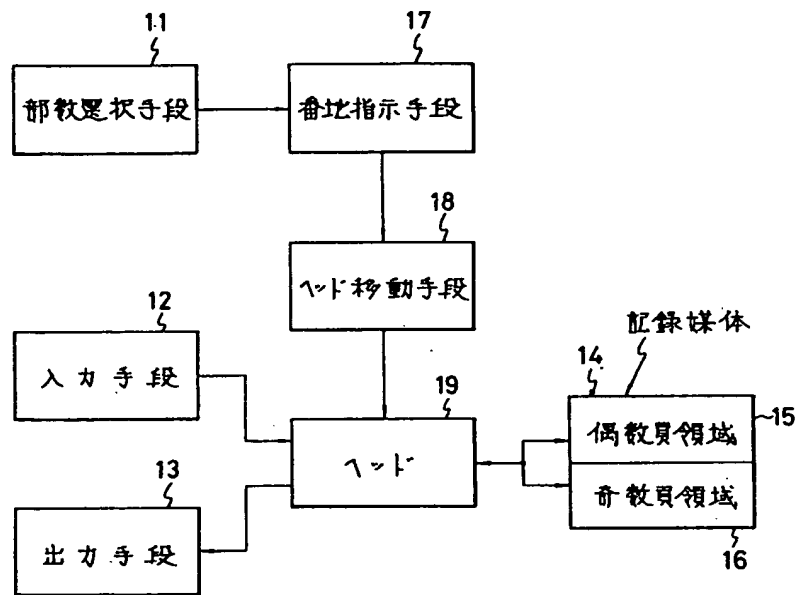 11
部数選択手段
17
番地指示手段
18
ヘッド移動手段
12
入力手段
13
出力手段
19
ヘッド
記録媒体
14
偶数頁領域
15
奇数頁領域
16